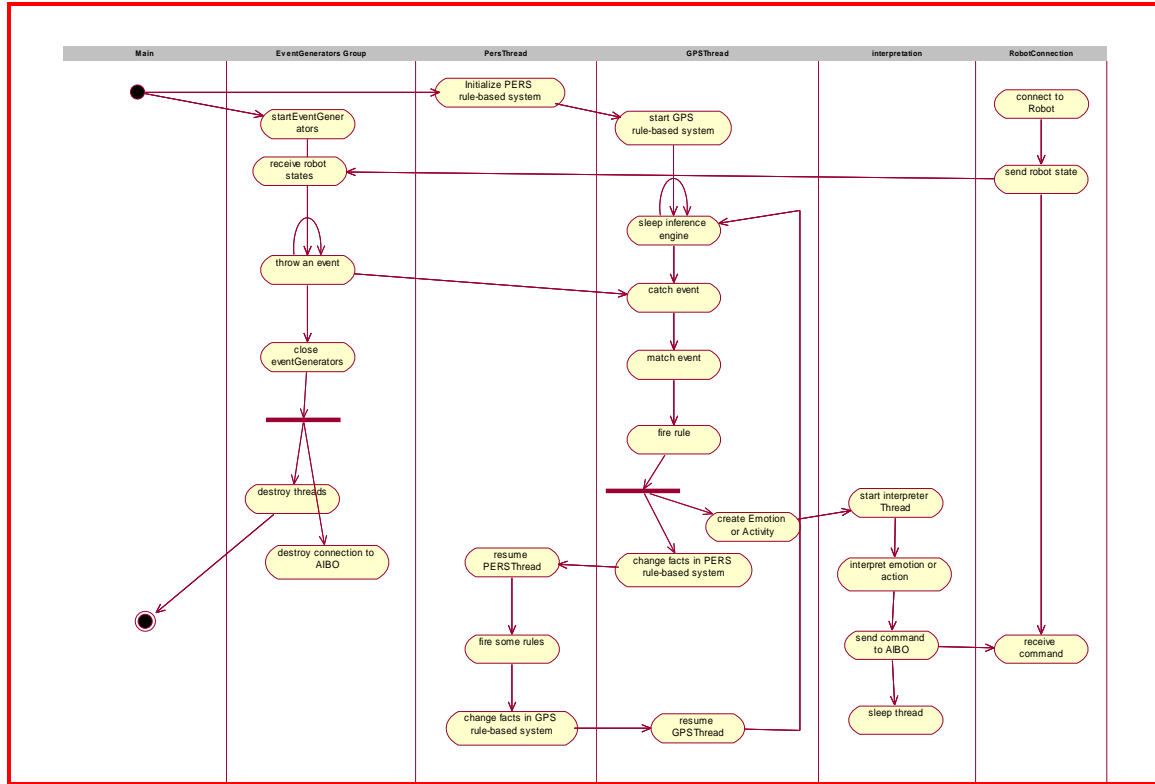 Main
EventGenerators Group
PersThread
GPSThread
interpretation
RobotConnection
Initialize PERS
rule-based system
connect to
Robot
startEventGener
ators
start GPS
rule-based system
receive robot
states
send robot state
sleep inference
engine
throw an event
catch event
close
eventGenerators
match event
fire rule
destroy threads
create Emotion
or Activity
start interpreter
Thread
destroy connection to
AIBO
resume
PERSThread
change facts in PERS
rule-based system
interpret emotion or
action
fire some rules
send command
to AIBO
receive
command
change facts in GPS
rule-based system
resume
GPSThread
sleep thread